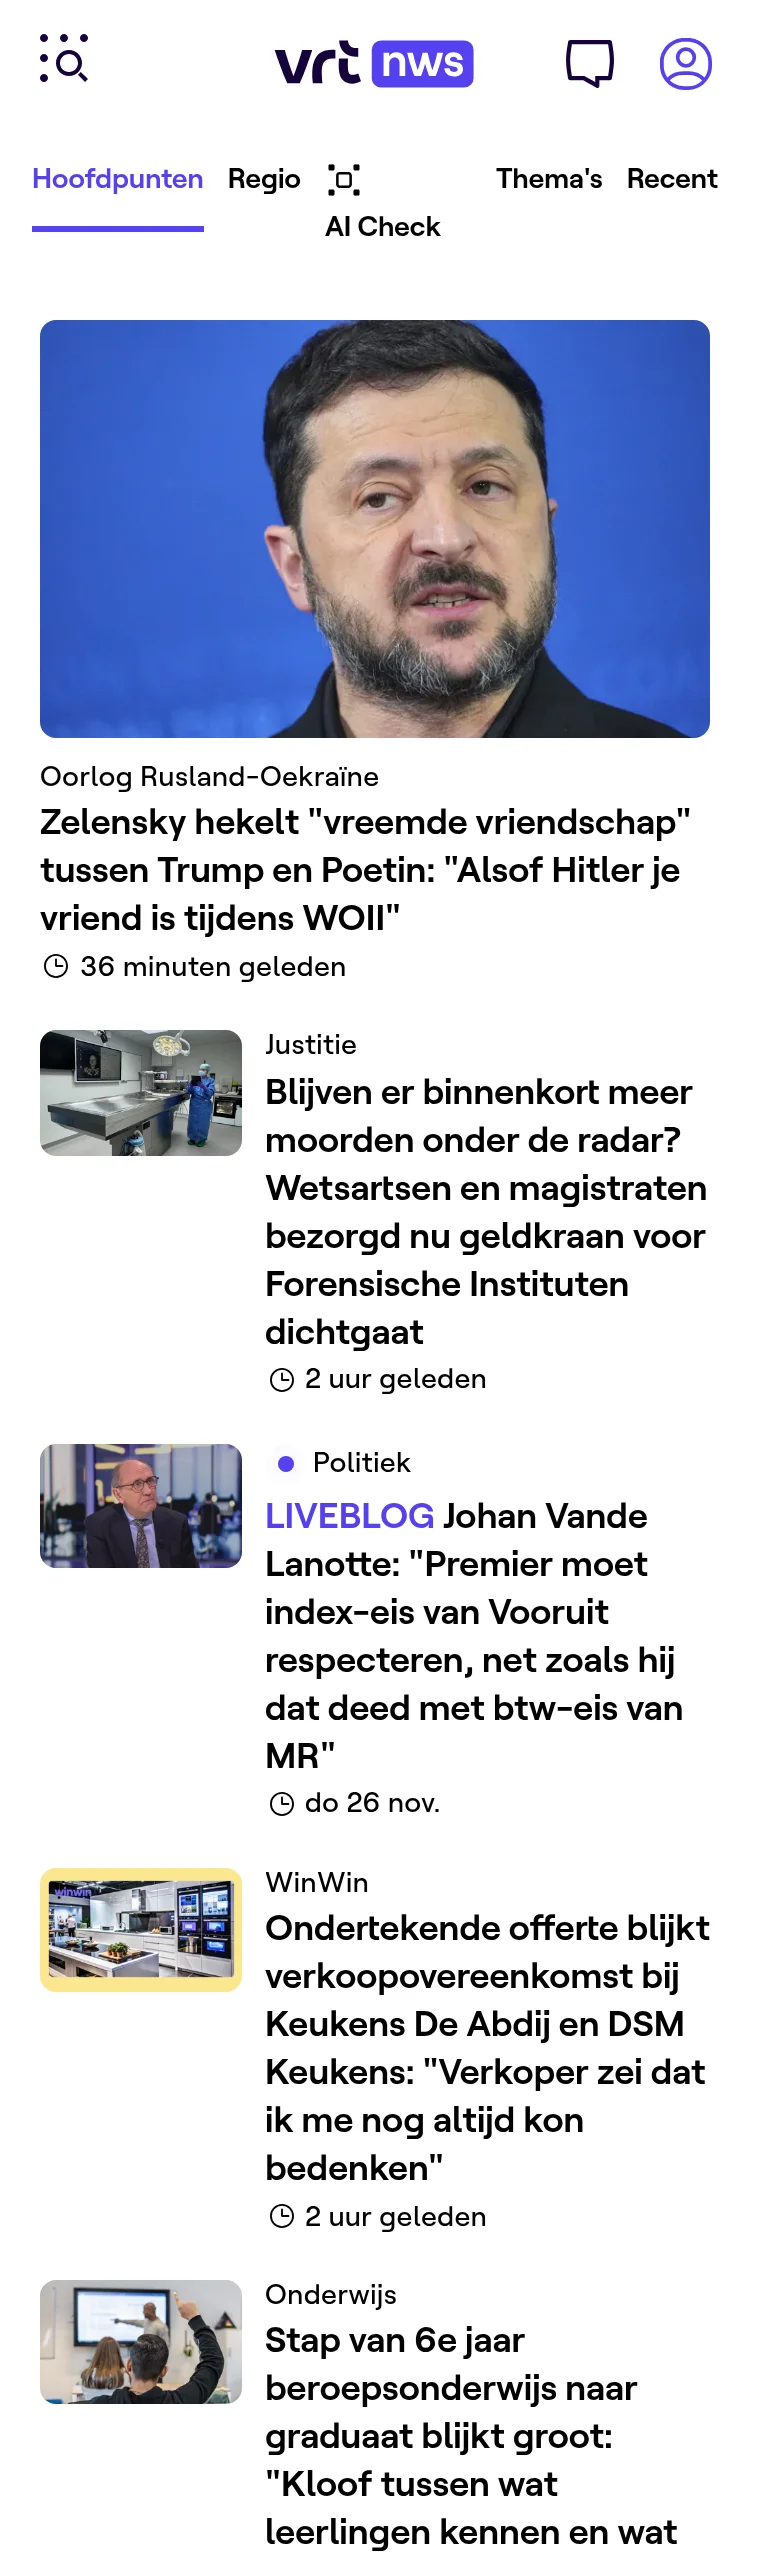 vrt nws
Hoofdpunten Regio AI Check Thema's Recent
Oorlog Rusland-Oekraïne
Zelensky hekelt "vreemde vriendschap"
tussen Trump en Poetin: "Alsof Hitler je
vriend is tijdens WOII"
36 minuten geleden
Justitie
Blijven er binnenkort meer
moorden onder de radar?
Wetsartsen en magistraten
bezorgd nu geldkraan voor
Forensische Instituten
dichtgaat
2 uur geleden
Politiek
LIVEBLOG Johan Vande
Lanotte: "Premier moet
index-eis van Vooruit
respecteren, net zoals hij
dat deed met btw-eis van
MR"
do 26 nov.
winwin
WinWin
Ondertekende offerte blijkt
verkoopovereenkomst bij
Keukens De Abdij en DSM
Keukens: "Verkoper zei dat
ik me nog altijd kon
bedenken"
2 uur geleden
Onderwijs
Stap van 6e jaar
beroepsonderwijs naar
graduaat blijkt groot:
"Kloof tussen wat
leerlingen kennen en wat